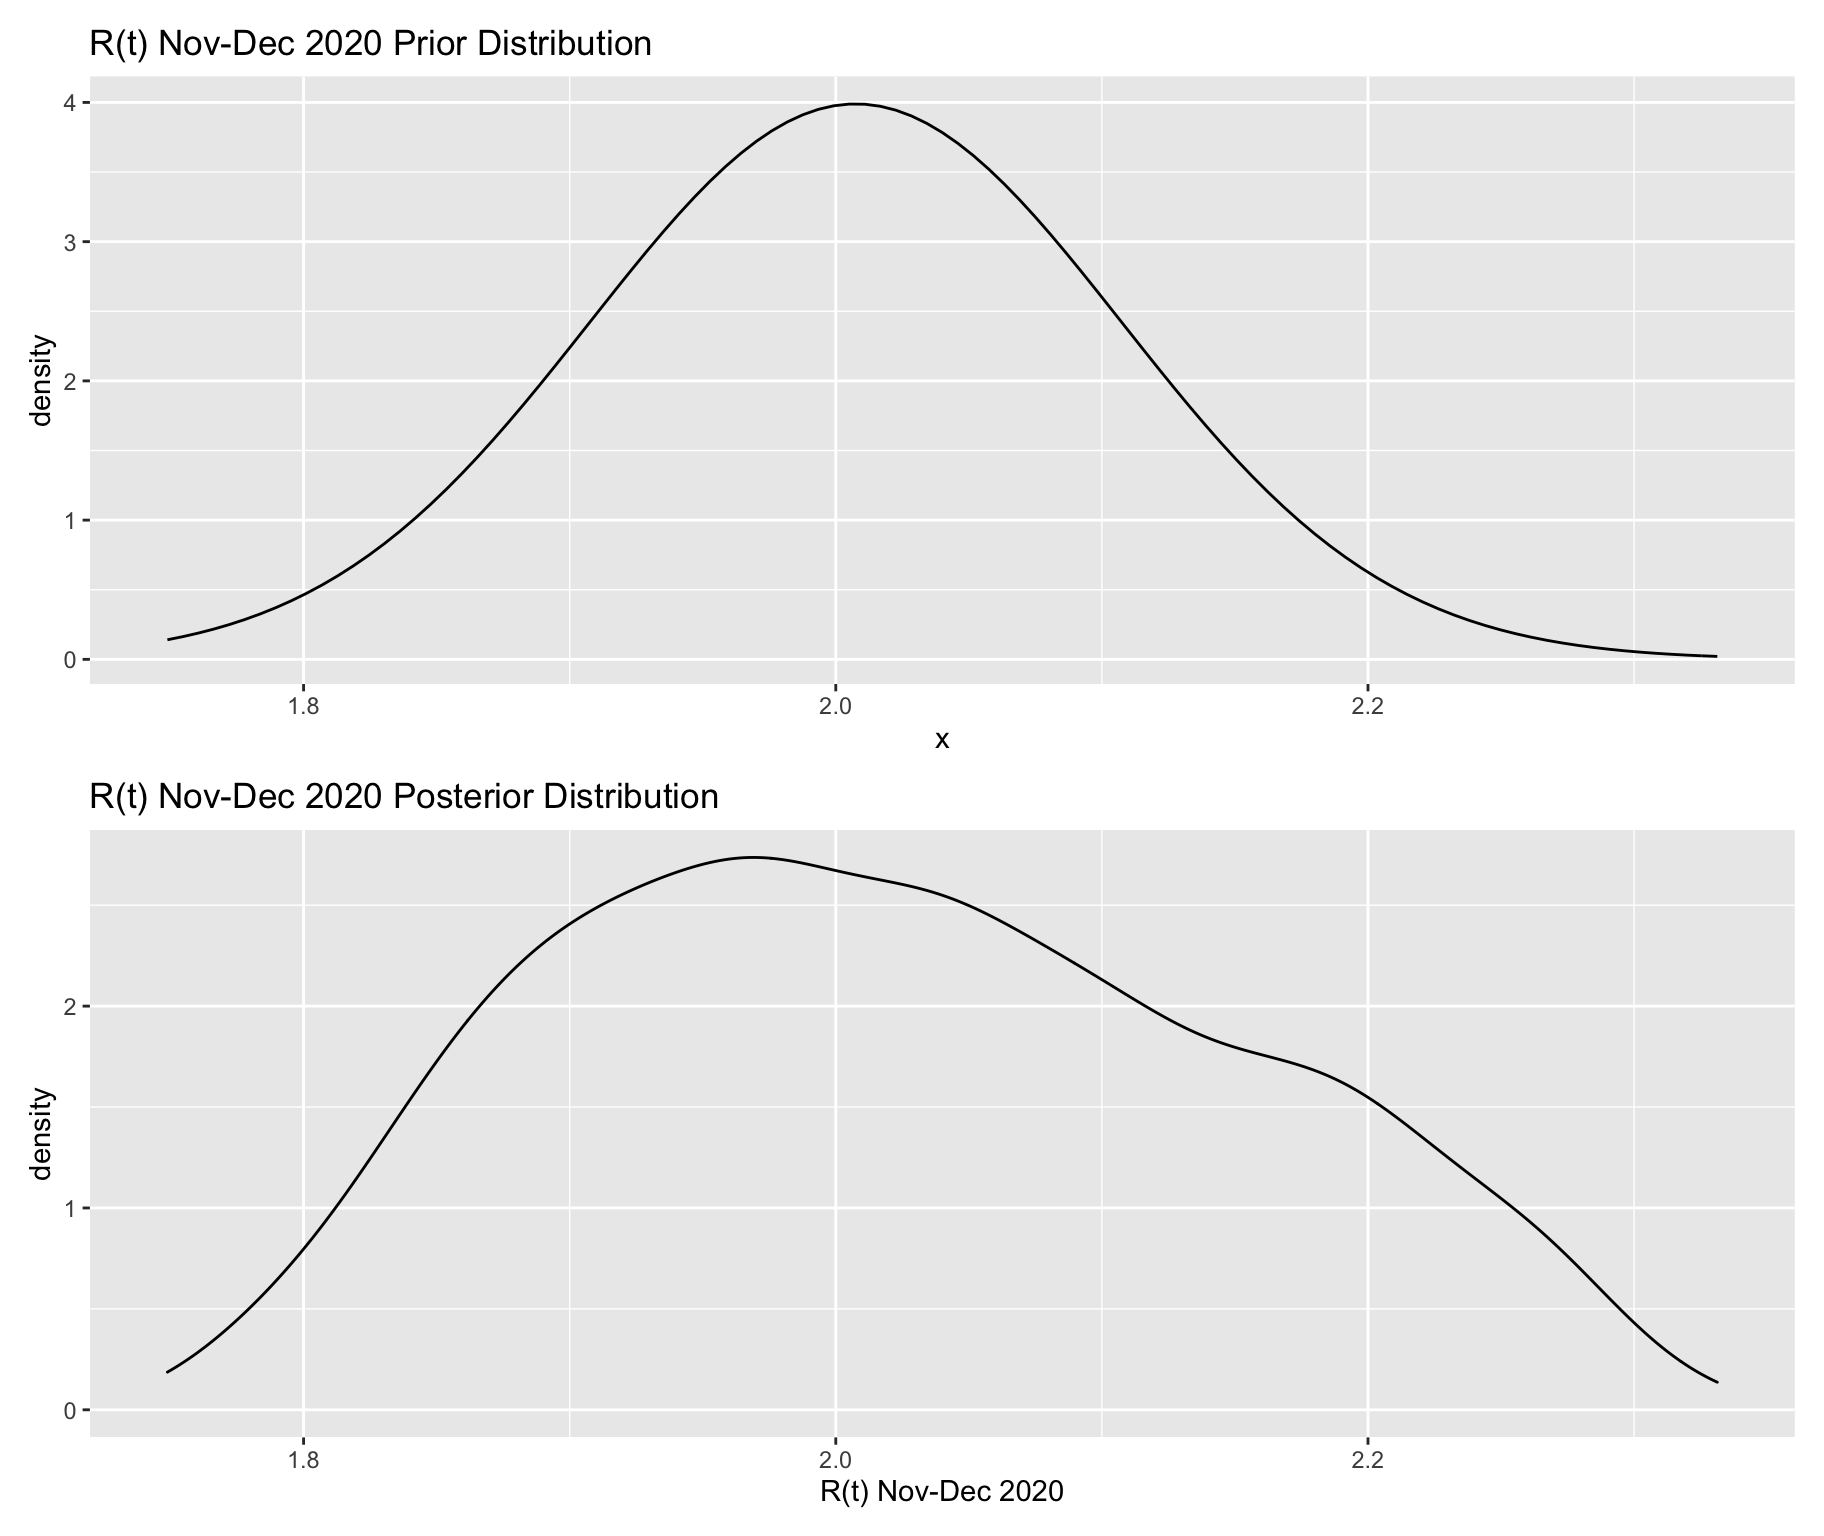 R(t) Nov-Dec 2020 Prior Distribution
4
3
2
1
0
density
1.8 2.0 2.2
x
R(t) Nov-Dec 2020 Posterior Distribution
2
1
0
density
1.8 2.0 2.2
R(t) Nov-Dec 2020